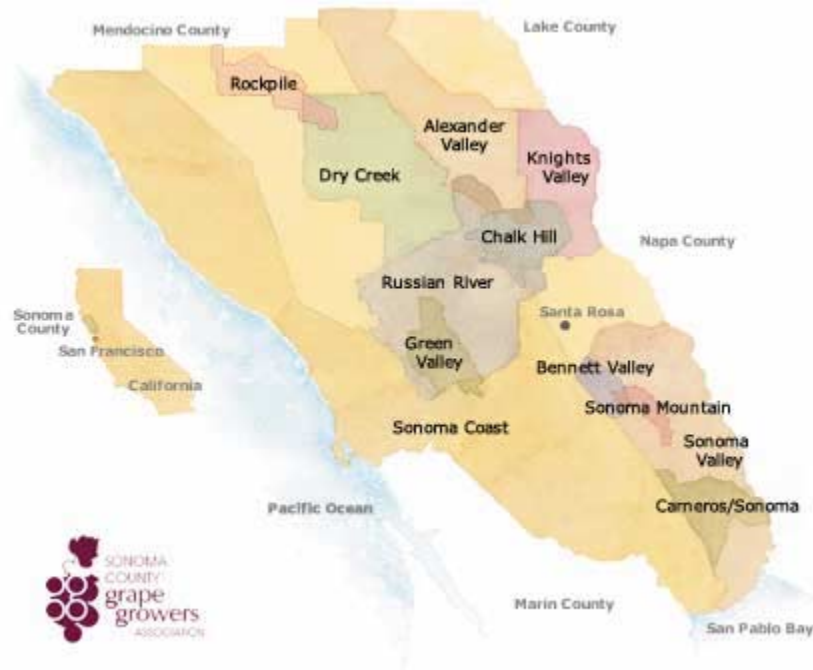 Mendocino County
Lake County
Rockpile
Alexander
Valley
Knights
Valley
Dry Creek
Chalk Hill
Napa County
Russian River
Santa Rosa
Sonoma
County
San Francisco
California
Green
Valley
Bennett Valley
Sonoma Mountain
Sonoma Coast
Sonoma
Valley
Carneros/Sonoma
Pacific Ocean
SONOMA
COUNTY
grape
growers
ASSOCIATION
Marin County
San Pablo Bay